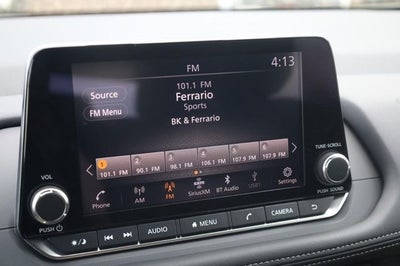 FM
4:13
Source
101.1 FM
Ferrario
Sports
FM Menu
BK & Ferrario
1 2 3 4 5 6
101.1 FM 90.1 FM 98.1 FM 106.1 FM 107.9 FM 107.9 FM
Phone AM FM SiriusXM BT Audio USB1 Settings
VOL
TUNE·SCROLL
PUSH
PUSH SOUND
AUDIO MENU CAMERA